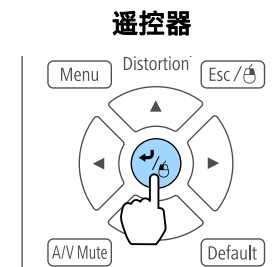 遥控器
Distortion
Menu
Esc /
A/V Mute
Default